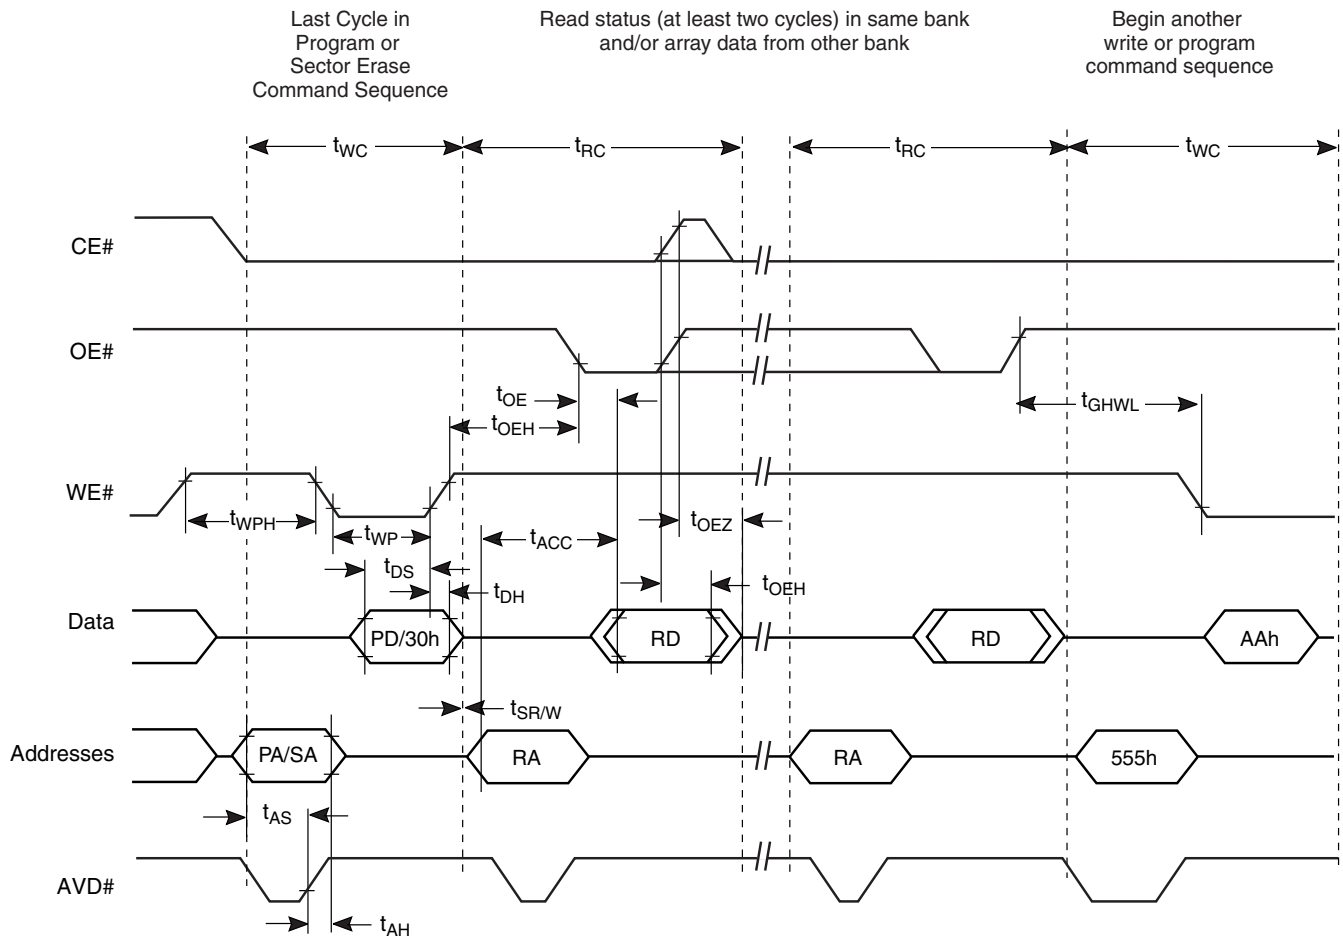 Last Cycle in
Program or
Sector Erase
Command Sequence
Read status (at least two cycles) in same bank
and/or array data from other bank
Begin another
write or program
command sequence
tWC
tRC
tRC
tWC
CE#
OE#
tOE
tOEH
tGHWL
WE#
tWPH
tWP
tACC
tOEZ
tDS
tDH
tOEH
Data
PD/30h
RD
RD
AAh
tSR/W
Addresses
PA/SA
RA
RA
555h
tAS
AVD#
tAH